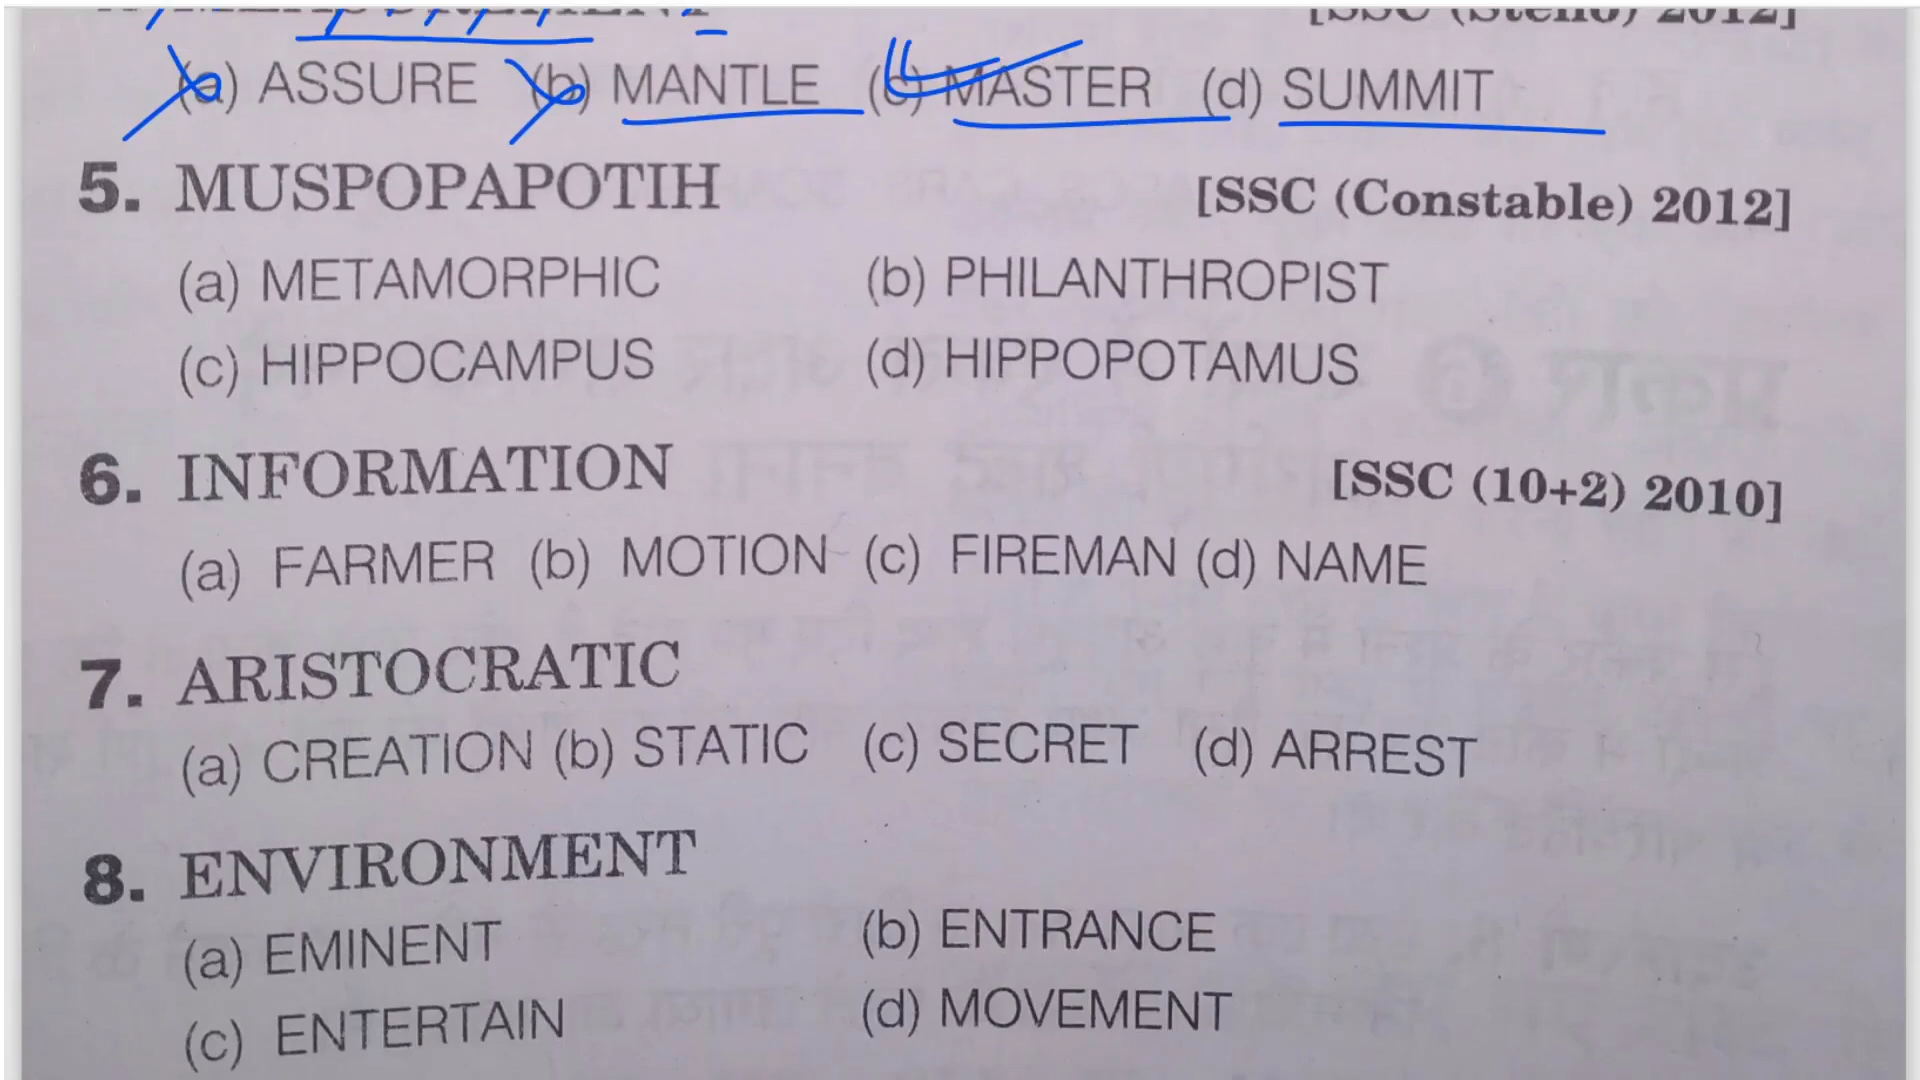 (a) ASSURE (b) MANTLE (c) MASTER (d) SUMMIT
5. MUSPOPAPOTIH [SSC (Constable) 2012]
(a) METAMORPHIC (b) PHILANTHROPIST
(c) HIPPOCAMPUS (d) HIPPOPOTAMUS
6. INFORMATION [SSC (10+2) 2010]
(a) FARMER (b) MOTION (c) FIREMAN (d) NAME
7. ARISTOCRATIC
(a) CREATION (b) STATIC (c) SECRET (d) ARREST
8. ENVIRONMENT
(a) EMINENT (b) ENTRANCE
(c) ENTERTAIN (d) MOVEMENT